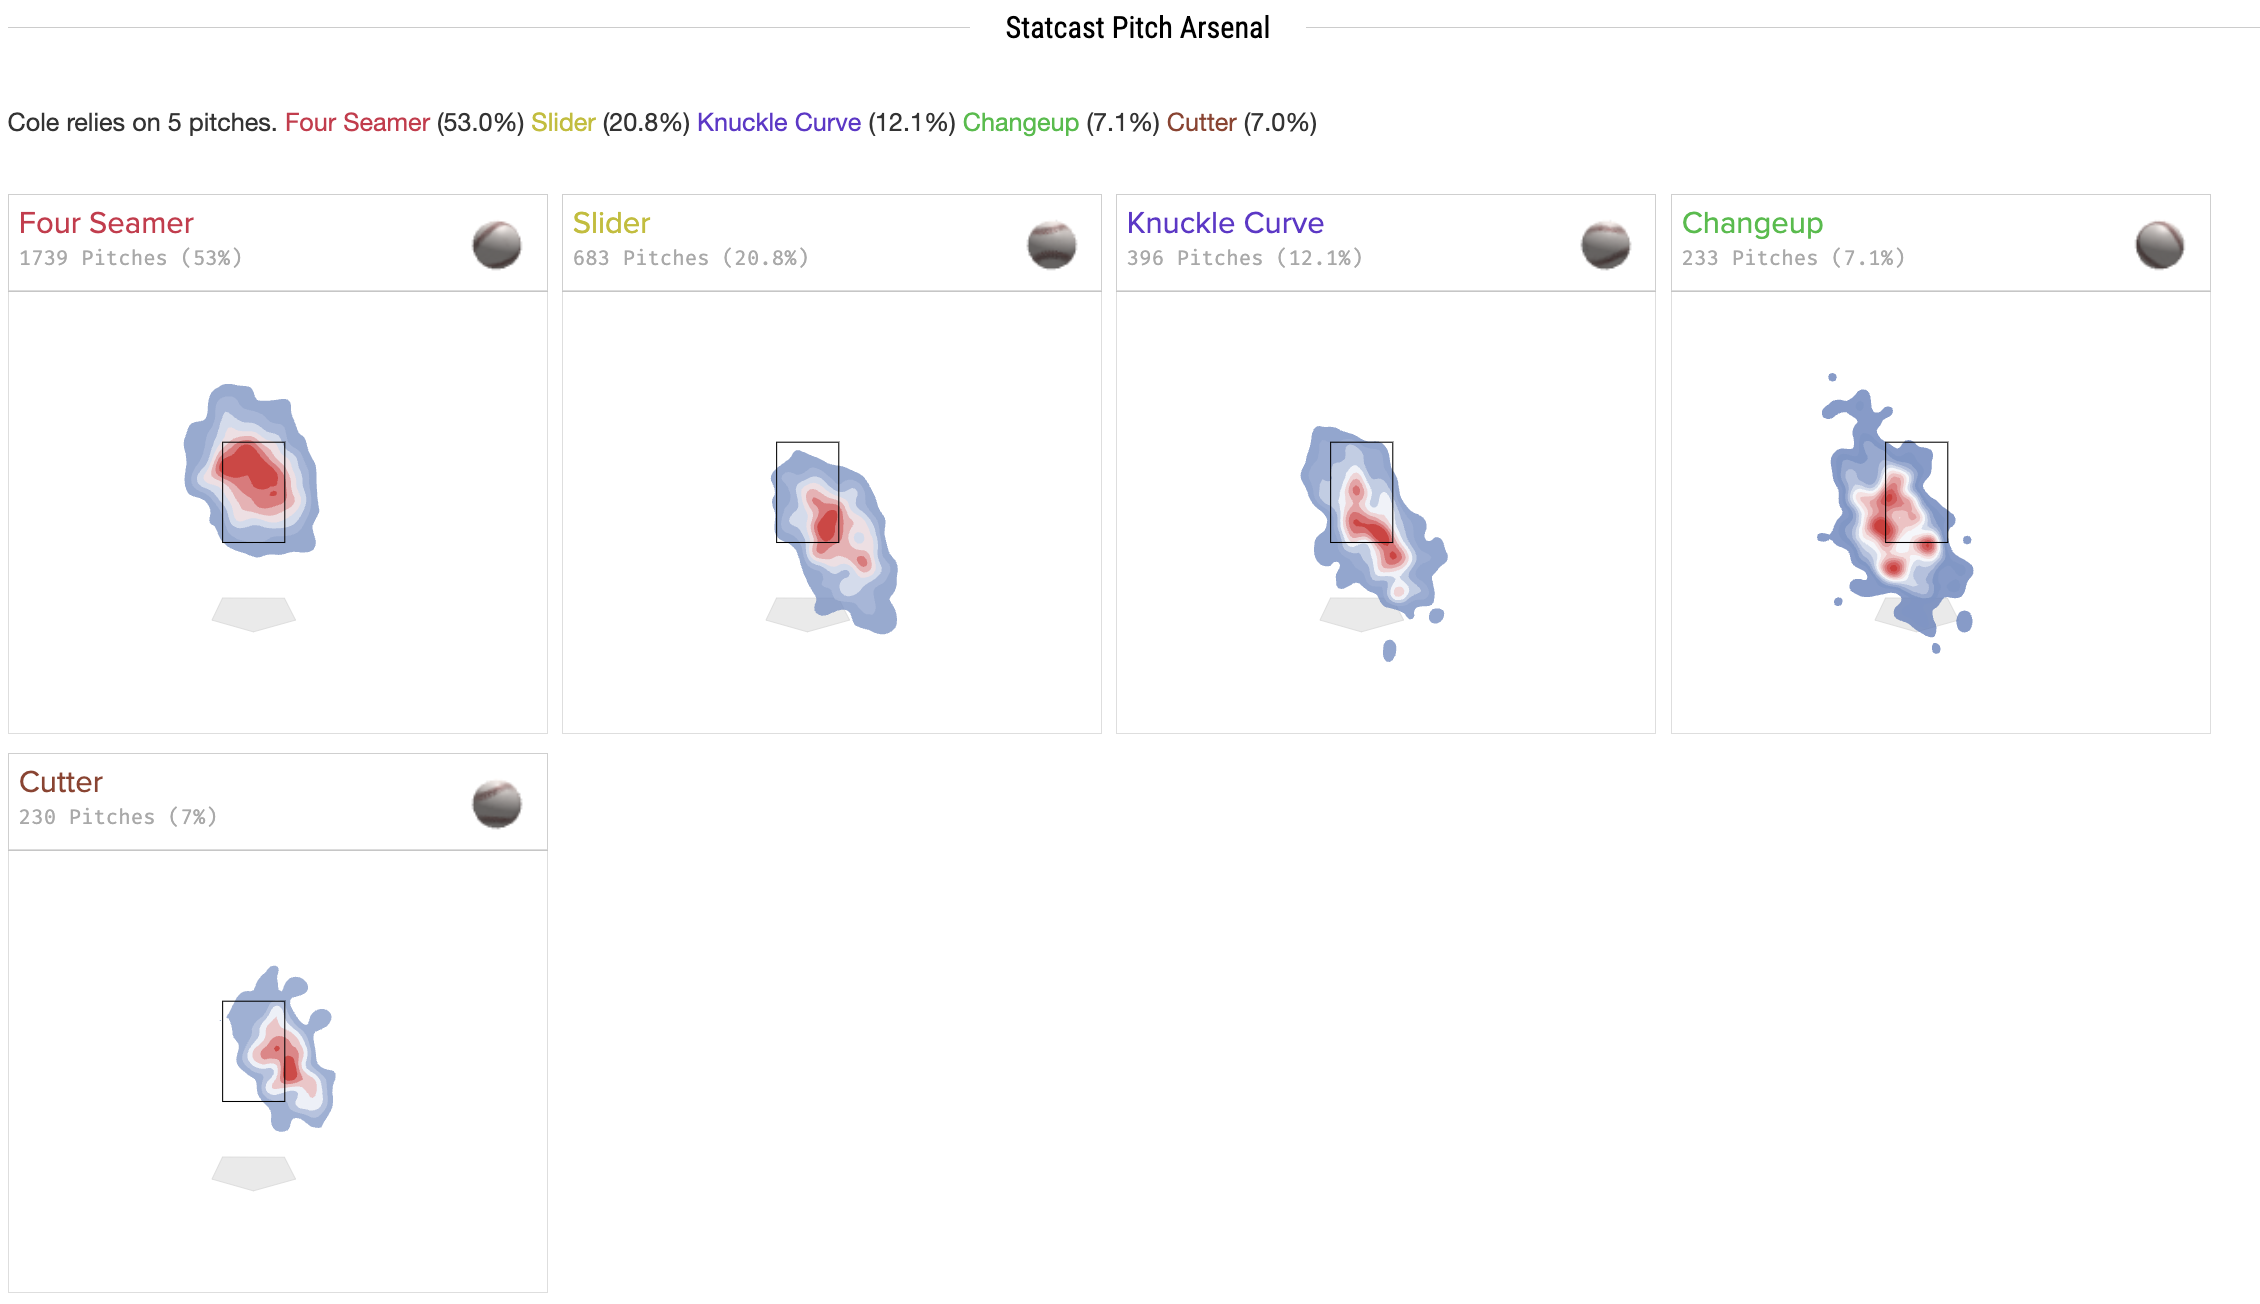 Statcast Pitch Arsenal
Cole relies on 5 pitches. Four Seamer (53.0%) Slider (20.8%) Knuckle Curve (12.1%) Changeup (7.1%) Cutter (7.0%)
Four Seamer
1739 Pitches (53%)
Slider
683 Pitches (20.8%)
Knuckle Curve
396 Pitches (12.1%)
Changeup
233 Pitches (7.1%)
Cutter
230 Pitches (7%)